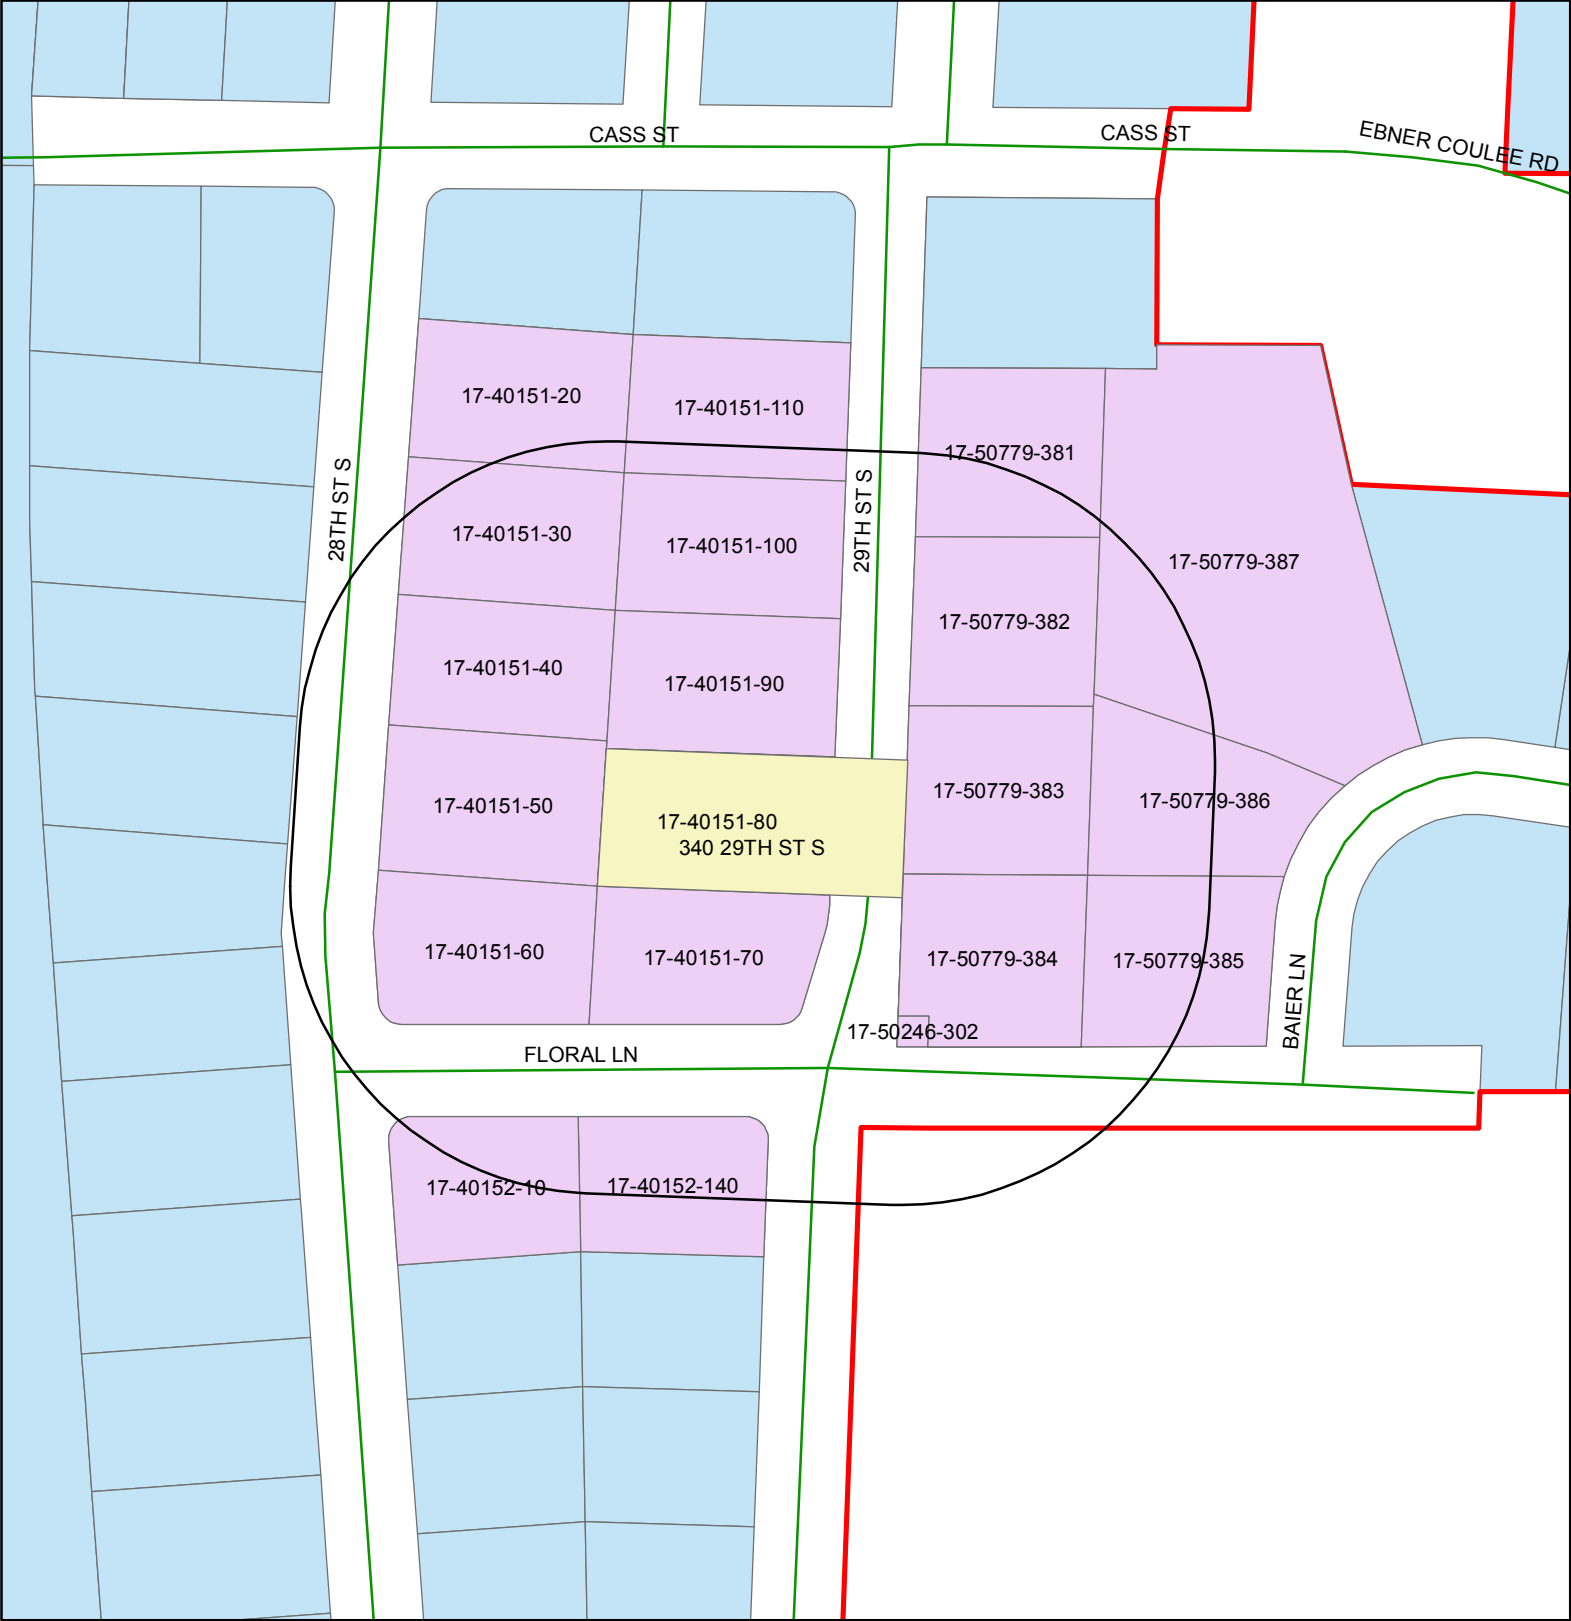 CASS ST
CASS ST
EBNER COULEE RD
17-40151-20
17-40151-110
17-50779-381
28TH ST S
29TH ST S
17-40151-30
17-40151-100
17-50779-387
17-50779-382
17-40151-40
17-40151-90
17-50779-383
17-50779-386
17-40151-50
17-40151-80
340 29TH ST S
17-40151-60
17-40151-70
17-50779-384
17-50779-385
BAIER LN
17-50246-302
FLORAL LN
17-40152-10
17-40152-140